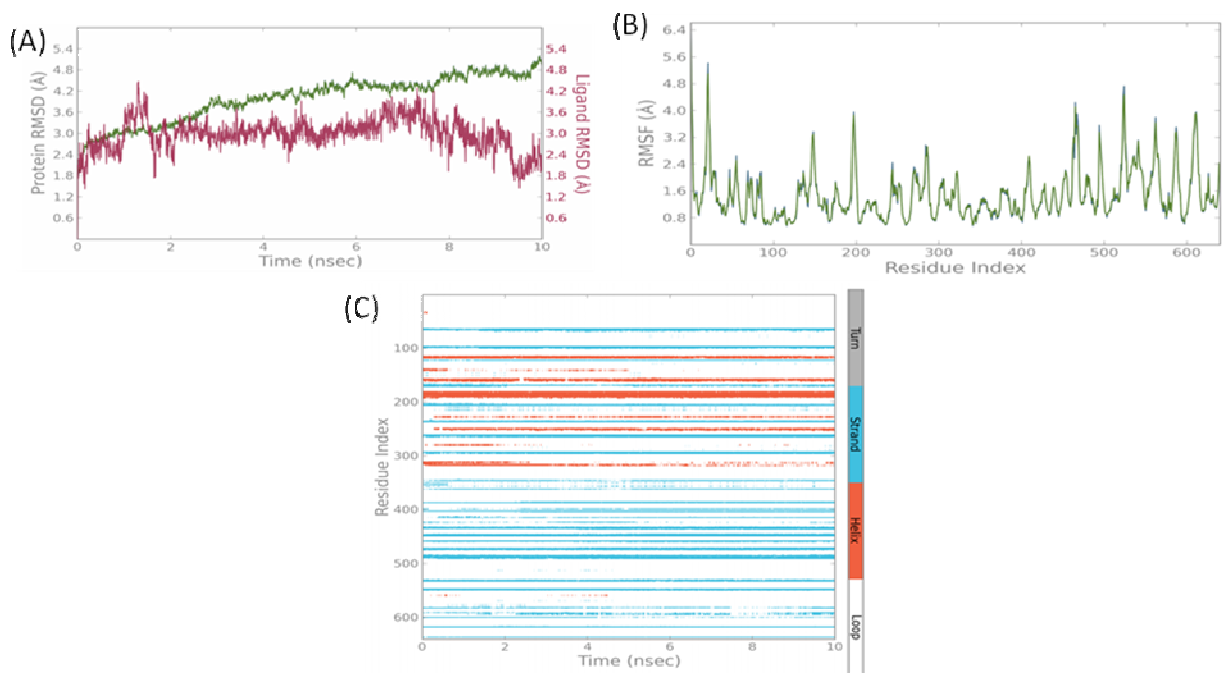 (A)
Protein RMSD (Å)
5.4
4.8
4.2
3.6
3.0
2.4
1.8
1.2
0.6
5.4
4.8
4.2
3.6
3.0
2.4
1.8
1.2
0.6
Ligand RMSD (Å)
0 2 4 6 8 10
Time (nsec)
(B)
RMSF (Å)
6.4
5.6
4.8
4.0
3.2
2.4
1.6
0.8
0 100 200 300 400 500 600
Residue Index
(C)
Residue Index
100
200
300
400
500
600
0 2 4 6 8 10
Time (nsec)
Turn
Strand
Helix
Loop